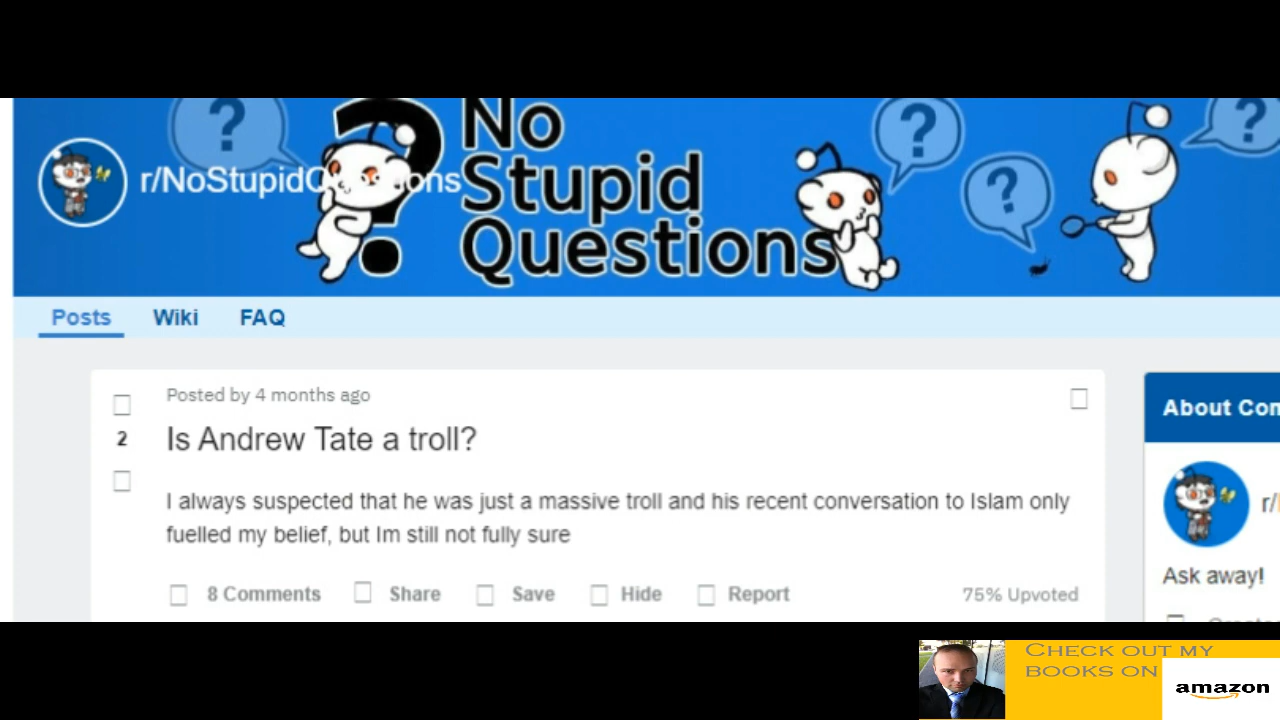 No
Stupid
Questions
r/NoStupidQuestions
Posts Wiki FAQ
Posted by 4 months ago
2
Is Andrew Tate a troll?
I always suspected that he was just a massive troll and his recent conversation to Islam only
fuelled my belief, but Im still not fully sure
8 Comments Share Save Hide Report 75% Upvoted
About Con
r/
Ask away!
Check out my
books on
amazon